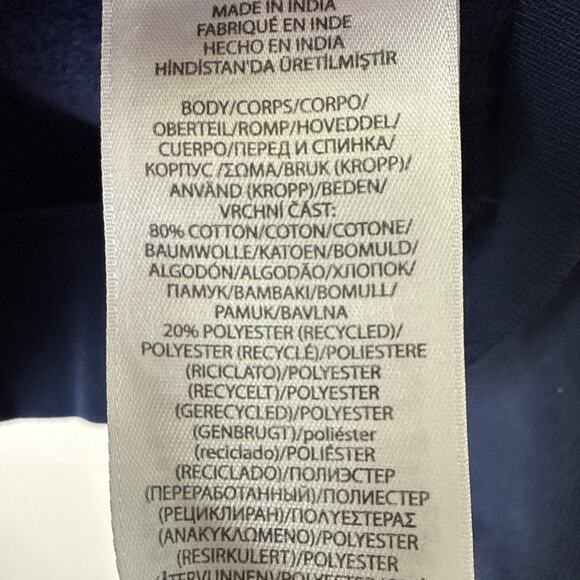 MADE IN INDIA
FABRIQUÉ EN INDE
HECHO EN INDIA
HİNDİSTAN'DA ÜRETİLMİŞTİR
BODY/CORPS/CORPO/
OBERTEIL/ROMP/HOVEDDEL/
CUERPO/ПЕРЕД И СПИНКА/
КОРПУС /ΣΩΜΑ/BRUK (KROPP)/
ANVÄND (KROPP)/BEDEN/
VRCHNÍ ČÁST:
80% COTTON/COTON/COTONE/
BAUMWOLLE/KATOEN/BOMULD/
ALGODÓN/ALGODÃO/ХЛОПОК/
ПАМУК/ΒΑΜΒΑΚΙ/BOMULL/
PAMUK/BAVLNA
20% POLYESTER (RECYCLED)/
POLYESTER (RECYCLÉ)/POLIESTERE
(RICICLATO)/POLYESTER
(RECYCELT)/POLYESTER
(GERECYCLED)/POLYESTER
(GENBRUGT)/poliéster
(reciclado)/POLIÉSTER
(RECICLADO)/ПОЛИЭСТЕР
(ПЕРЕРАБОТАННЫЙ)/ПОЛИЕСТЕР
(РЕЦИКЛИРАН)/ΠΟΛΥΕΣΤΕΡΑΣ
(ΑΝΑΚΥΚΛΩΜΕΝΟ)/POLYESTER
(RESIRKULERT)/POLYESTER